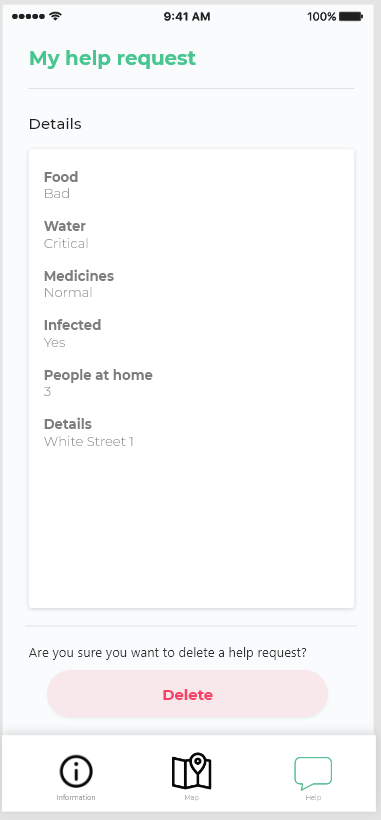 9:41 AM 100%
My help request
Details
Food
Bad
Water
Critical
Medicines
Normal
Infected
Yes
People at home
3
Details
White Street 1
Are you sure you want to delete a help request?
Delete
Information Map Help